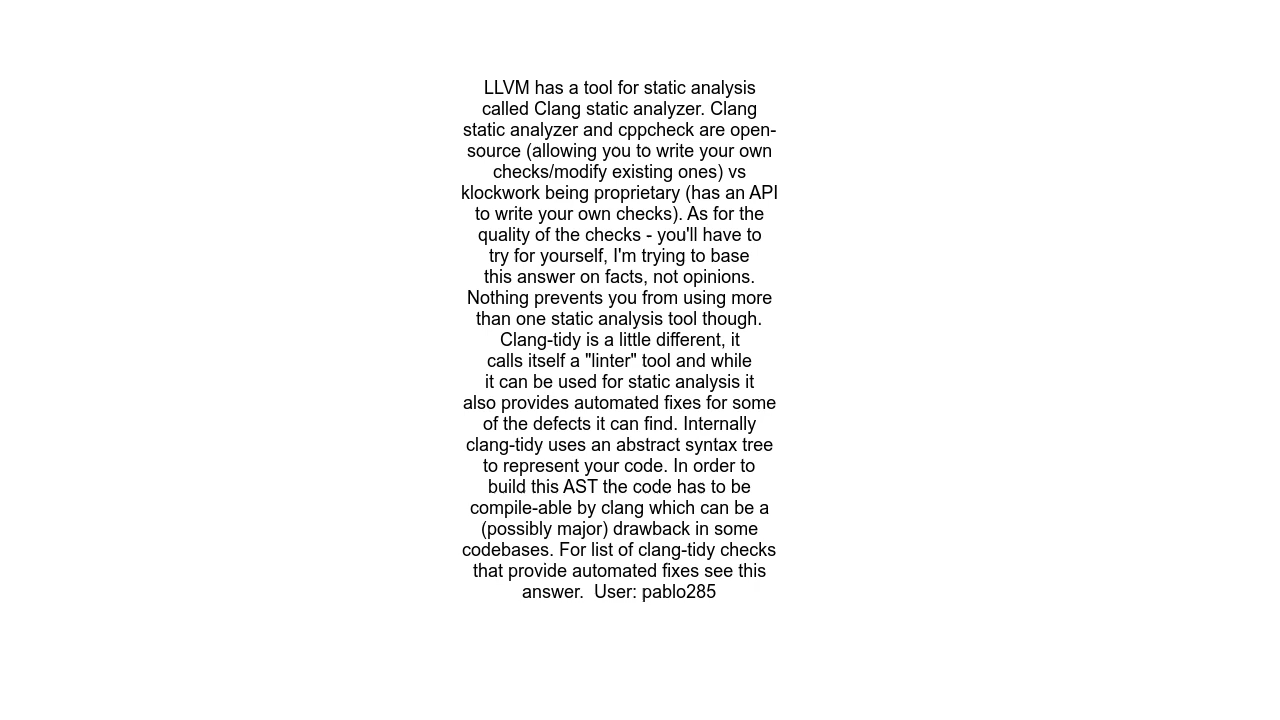 LLVM has a tool for static analysis
called Clang static analyzer. Clang
static analyzer and cppcheck are open-
source (allowing you to write your own
checks/modify existing ones) vs
klockwork being proprietary (has an API
to write your own checks). As for the
quality of the checks - you'll have to
try for yourself, I'm trying to base
this answer on facts, not opinions.
Nothing prevents you from using more
than one static analysis tool though.
Clang-tidy is a little different, it
calls itself a "linter" tool and while
it can be used for static analysis it
also provides automated fixes for some
of the defects it can find. Internally
clang-tidy uses an abstract syntax tree
to represent your code. In order to
build this AST the code has to be
compile-able by clang which can be a
(possibly major) drawback in some
codebases. For list of clang-tidy checks
that provide automated fixes see this
answer.  User: pablo285